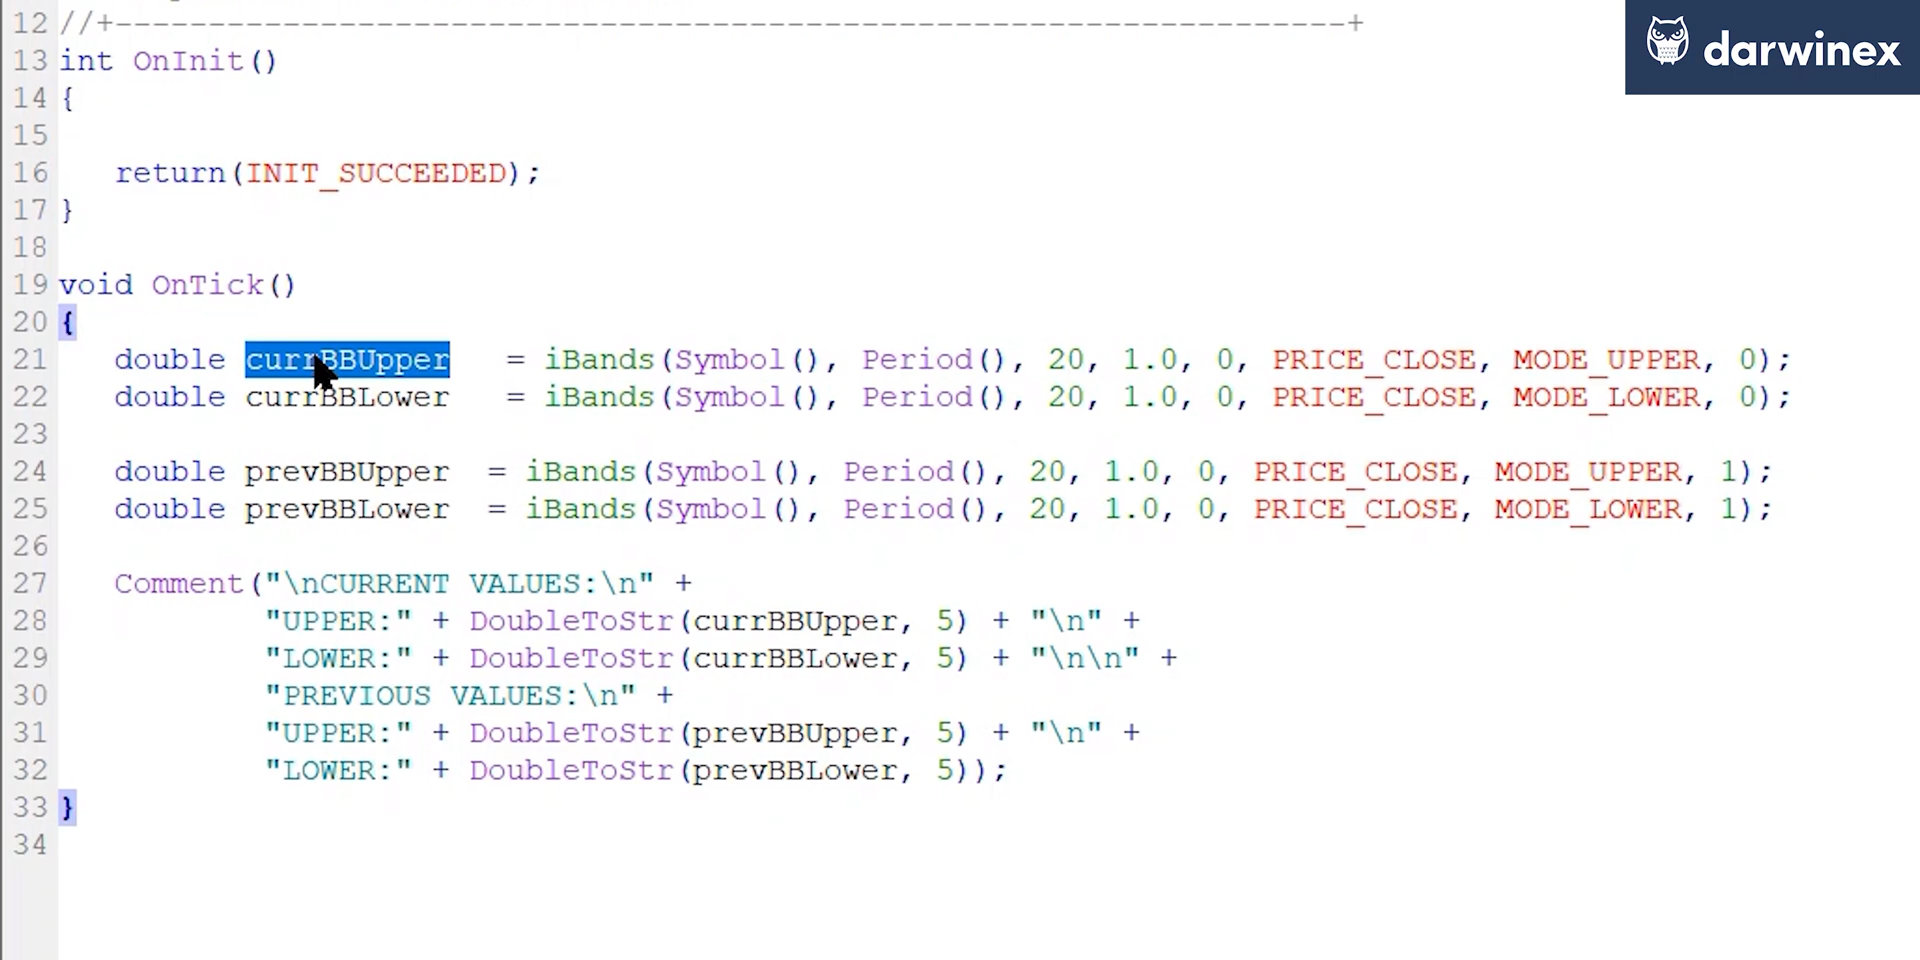 12 //+------------------------------------------------------------------+
13 int OnInit()
14 {
15
16    return(INIT_SUCCEEDED);
17 }
18
19 void OnTick()
20 {
21    double currBBUpper   = iBands(Symbol(), Period(), 20, 1.0, 0, PRICE_CLOSE, MODE_UPPER, 0);
22    double currBBLower   = iBands(Symbol(), Period(), 20, 1.0, 0, PRICE_CLOSE, MODE_LOWER, 0);
23
24    double prevBBUpper  = iBands(Symbol(), Period(), 20, 1.0, 0, PRICE_CLOSE, MODE_UPPER, 1);
25    double prevBBLower  = iBands(Symbol(), Period(), 20, 1.0, 0, PRICE_CLOSE, MODE_LOWER, 1);
26
27    Comment("\nCURRENT VALUES:\n" +
28            "UPPER:" + DoubleToStr(currBBUpper, 5) + "\n" +
29            "LOWER:" + DoubleToStr(currBBLower, 5) + "\n\n" +
30            "PREVIOUS VALUES:\n" +
31            "UPPER:" + DoubleToStr(prevBBUpper, 5) + "\n" +
32            "LOWER:" + DoubleToStr(prevBBLower, 5));
33 }
34
darwinex